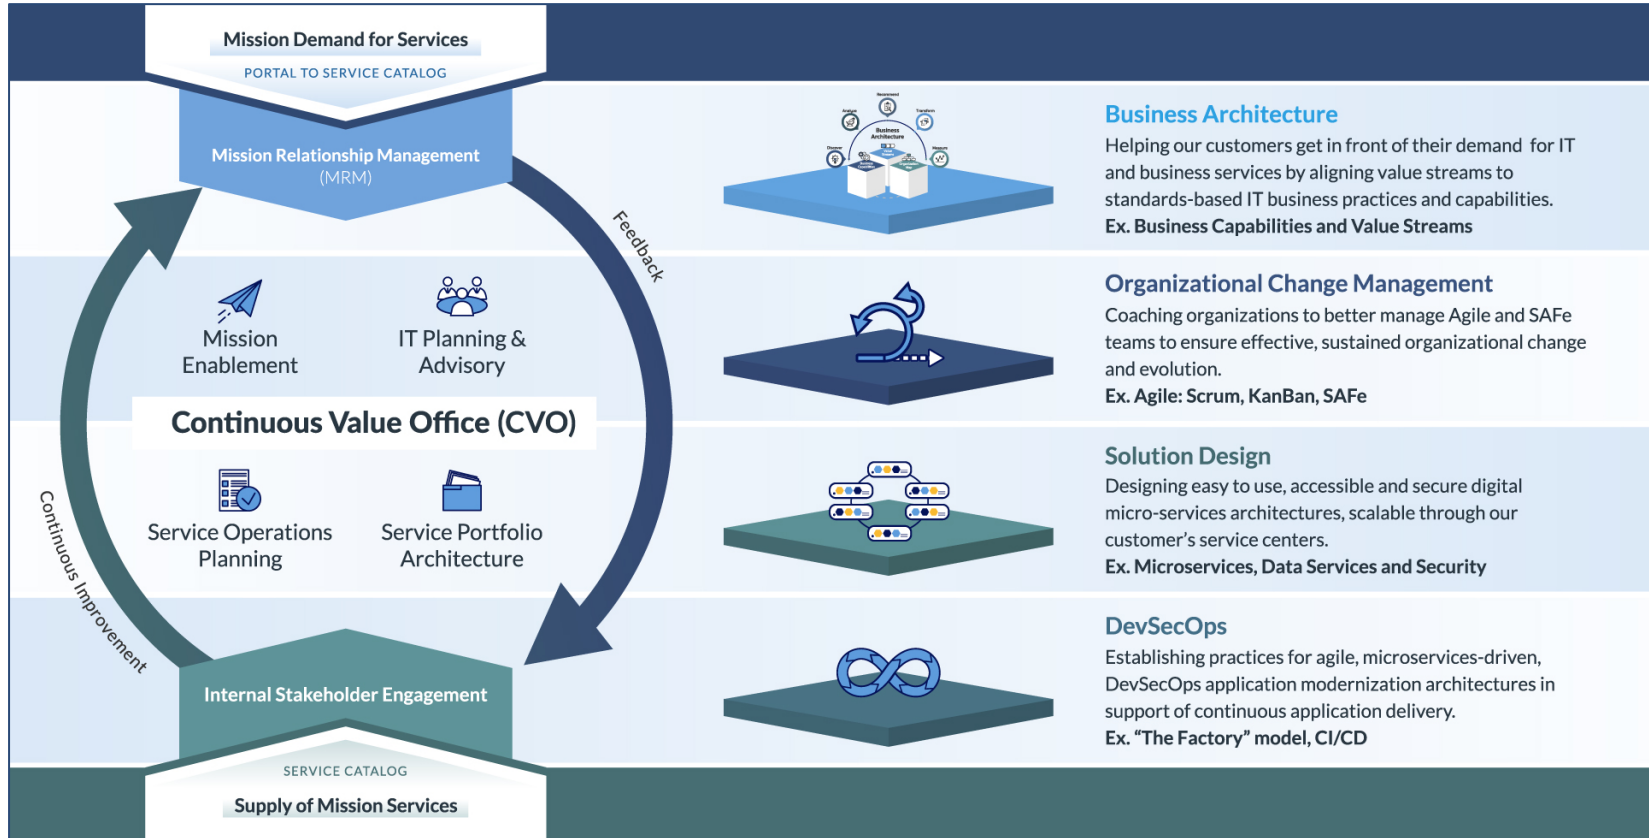 Mission Demand for Services
PORTAL TO SERVICE CATALOG
Mission Relationship Management
(MRM)
Feedback
Mission
Enablement
IT Planning &
Advisory
Continuous Value Office (CVO)
Service Operations
Planning
Service Portfolio
Architecture
Continuous Improvement
Internal Stakeholder Engagement
SERVICE CATALOG
Supply of Mission Services
Discover
Analyze
Recommend
Transform
Measure
Business
Architecture
Business Architecture
Helping our customers get in front of their demand for IT
and business services by aligning value streams to
standards-based IT business practices and capabilities.
Ex. Business Capabilities and Value Streams
Organizational Change Management
Coaching organizations to better manage Agile and SAFe
teams to ensure effective, sustained organizational change
and evolution.
Ex. Agile: Scrum, KanBan, SAFe
Solution Design
Designing easy to use, accessible and secure digital
micro-services architectures, scalable through our
customer’s service centers.
Ex. Microservices, Data Services and Security
DevSecOps
Establishing practices for agile, microservices-driven,
DevSecOps application modernization architectures in
support of continuous application delivery.
Ex. “The Factory” model, CI/CD